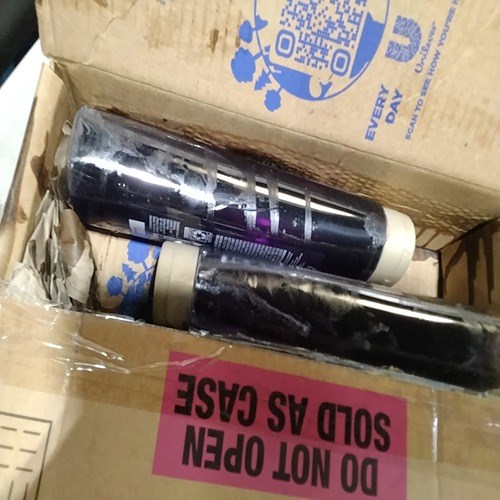 EVERY
DAY
U
Unilever
SCAN TO SEE HOW YOU'RE
DO NOT OPEN
SOLD AS CASE